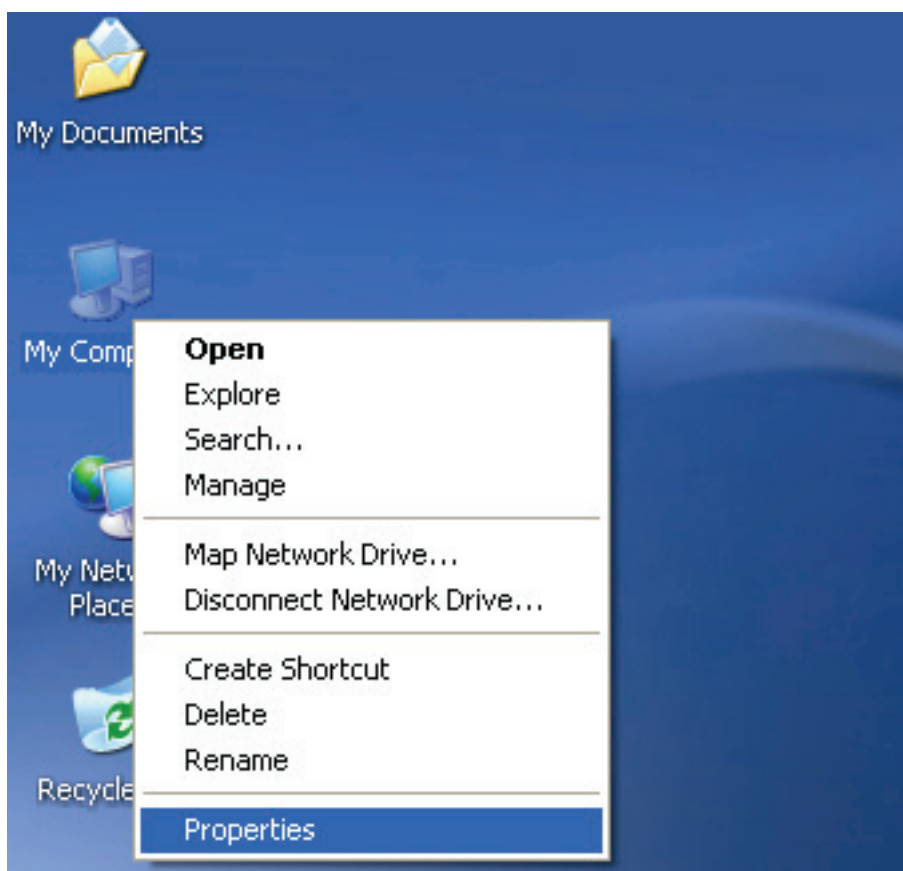 My Documents
My Comp
Open
Explore
Search...
Manage
Map Network Drive...
My Netw
Disconnect Network Drive...
Place
Create Shortcut
Delete
Rename
Recycle
Properties